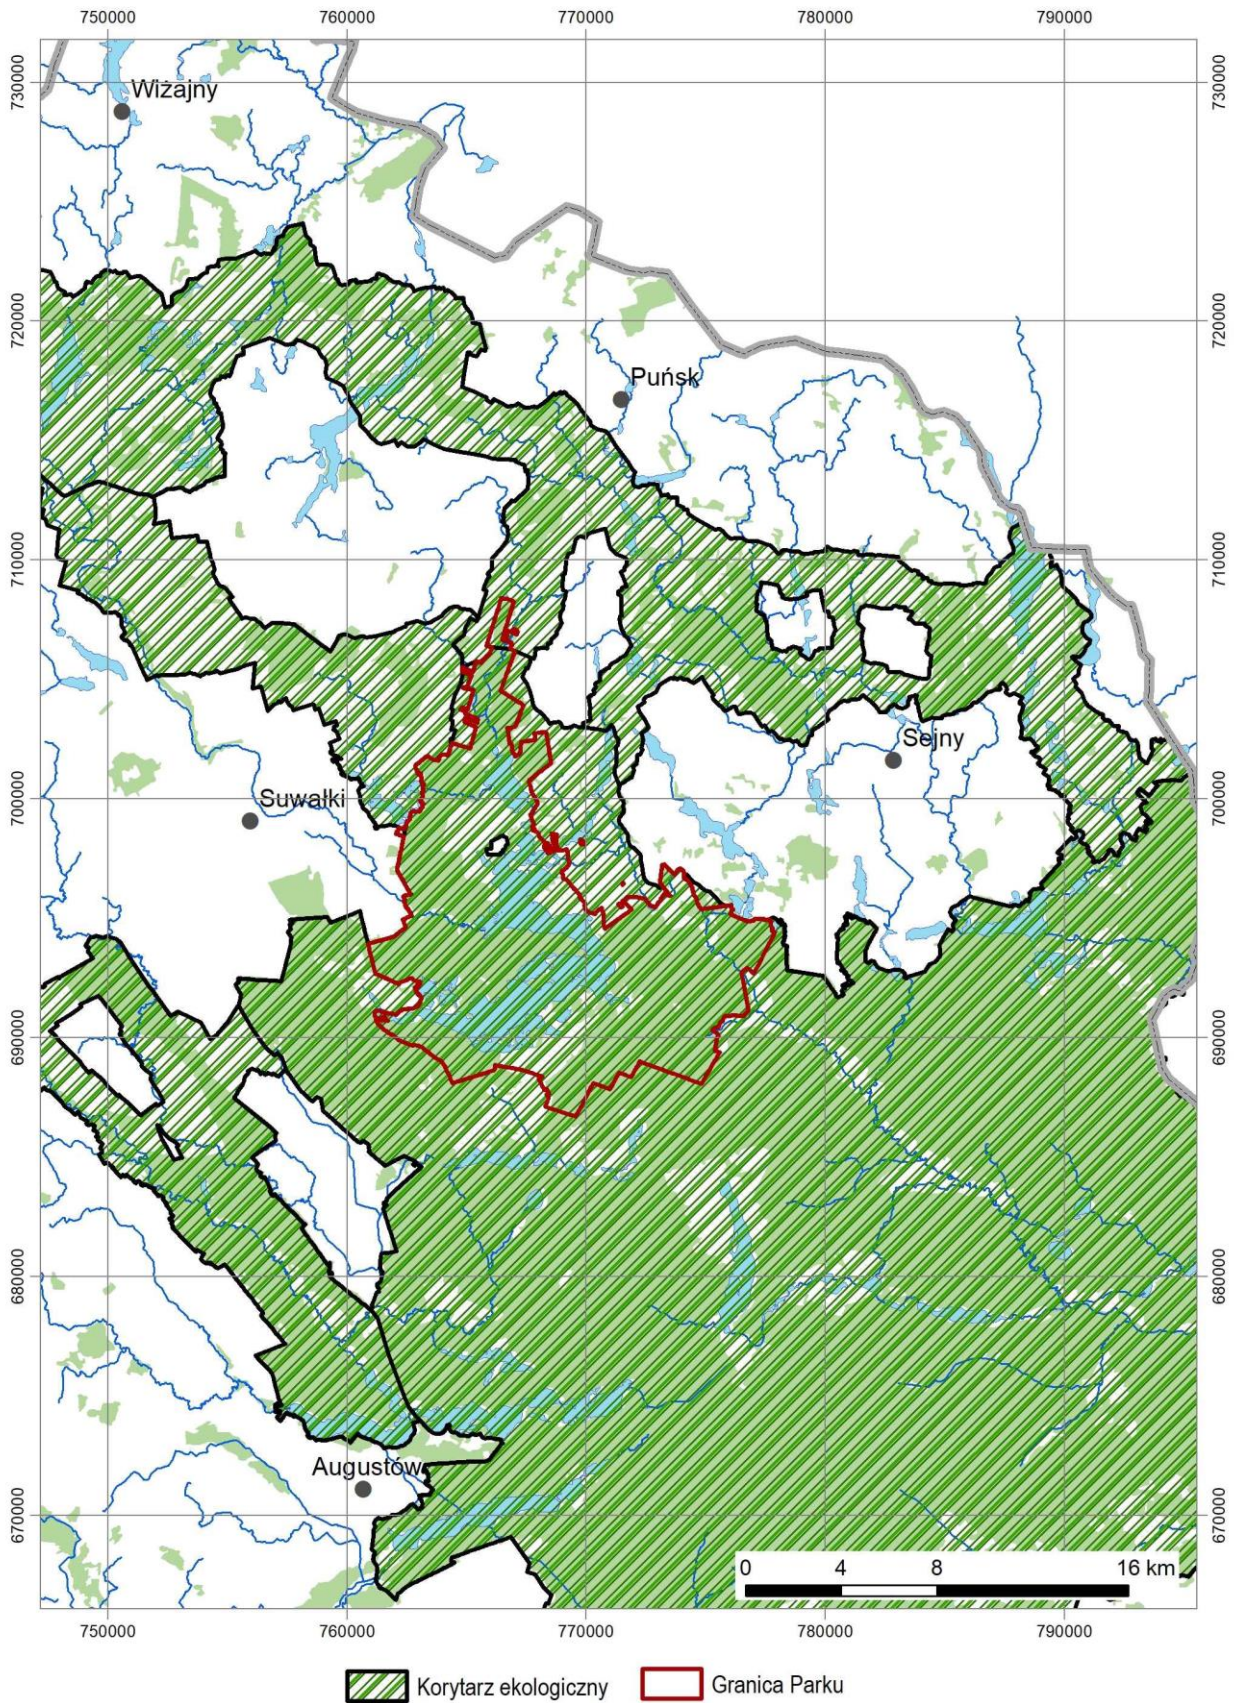 750000 760000 770000 780000 790000
730000 730000
Wiżajny
720000 720000
Puńsk
710000 710000
Sejny
700000 700000
Suwałki
690000 690000
680000 680000
Augustów
670000 670000
0 4 8 16 km
750000 760000 770000 780000 790000
Korytarz ekologiczny Granica Parku